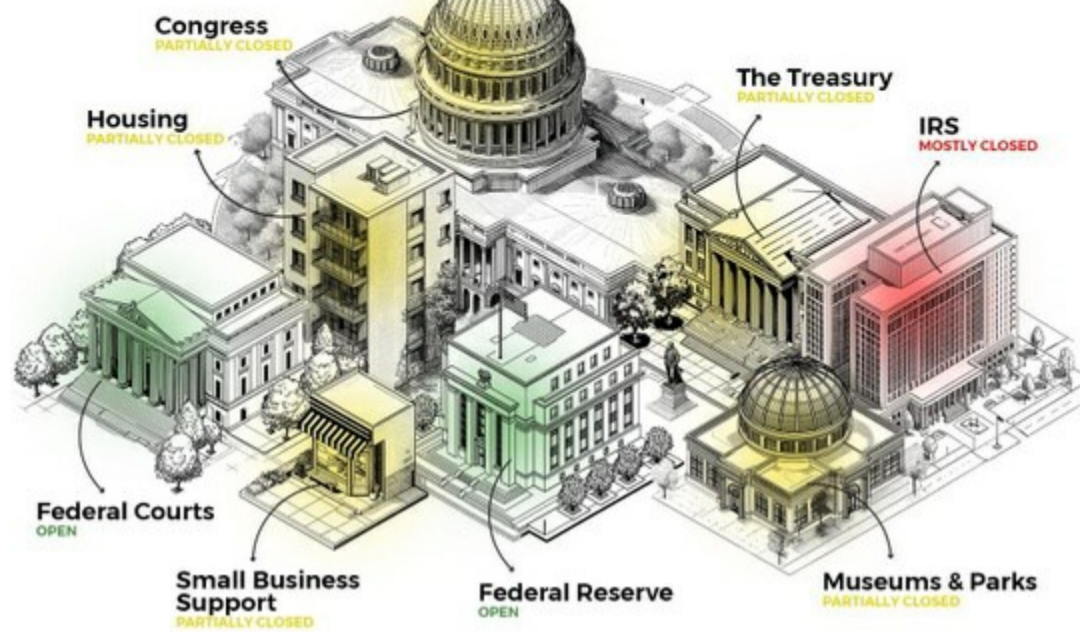 Congress
PARTIALLY CLOSED
The Treasury
PARTIALLY CLOSED
Housing
PARTIALLY CLOSED
IRS
MOSTLY CLOSED
Federal Courts
OPEN
Small Business
Support
PARTIALLY CLOSED
Federal Reserve
OPEN
Museums & Parks
PARTIALLY CLOSED